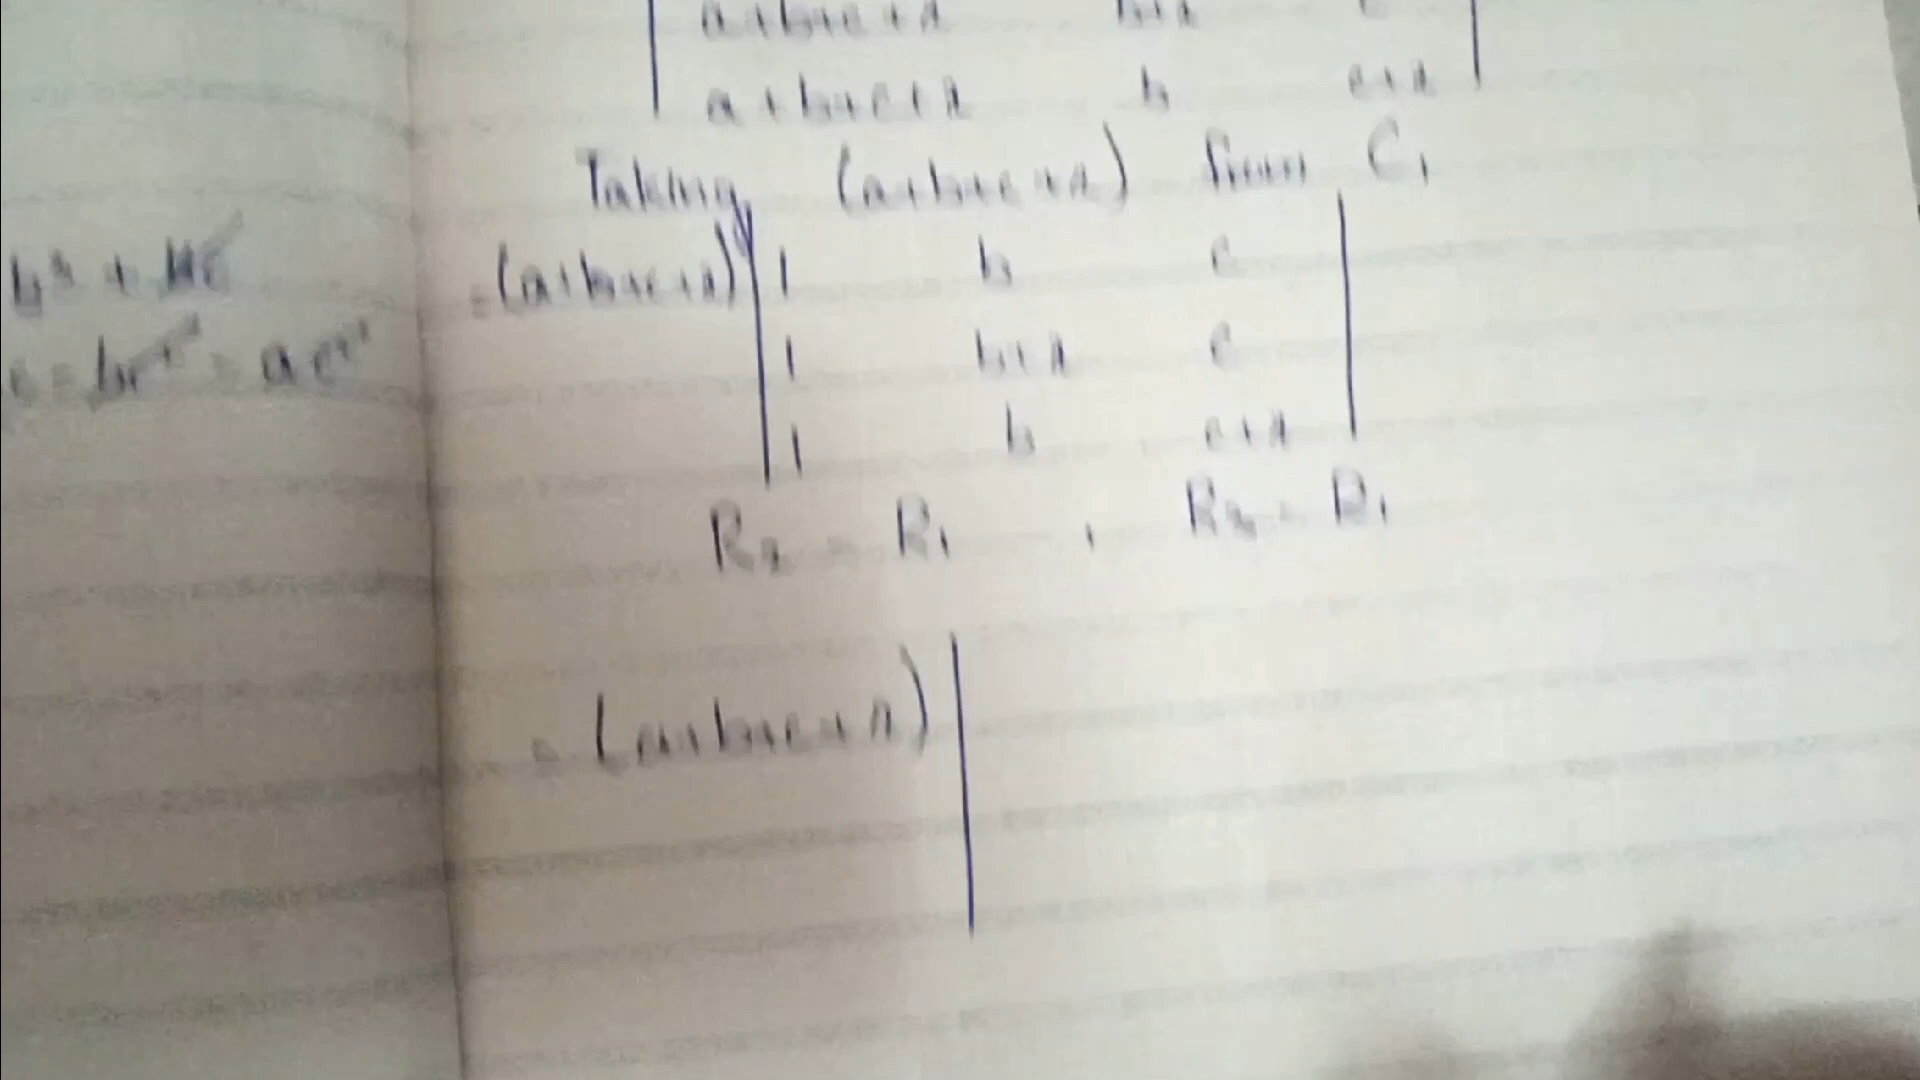 a+b+c+λ b+λ c
a+b+c+λ b c+λ
Taking (a+b+c+λ) from C₁
=(a+b+c+λ) | 1 b c |
1 b+λ c
1 b c+λ
R₂ - R₁ , R₃ - R₁
= (a+b+c+λ) |